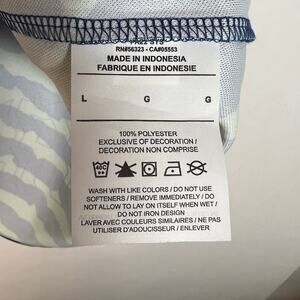 RN#56323 - CA#05553
MADE IN INDONESIA
FABRIQUE EN INDONESIE
L G G
100% POLYESTER
EXCLUSIVE OF DECORATION /
DECORATION NON COMPRISE
40C
WASH WITH LIKE COLORS / DO NOT USE
SOFTENERS / REMOVE IMMEDIATELY / DO
NOT ALLOW TO LAY ON ITSELF WHEN WET /
DO NOT IRON DESIGN
LAVER AVEC COULEURS SIMILAIRES / NE PAS
UTILISER D'ADOUCISSEUR / ENLEVER